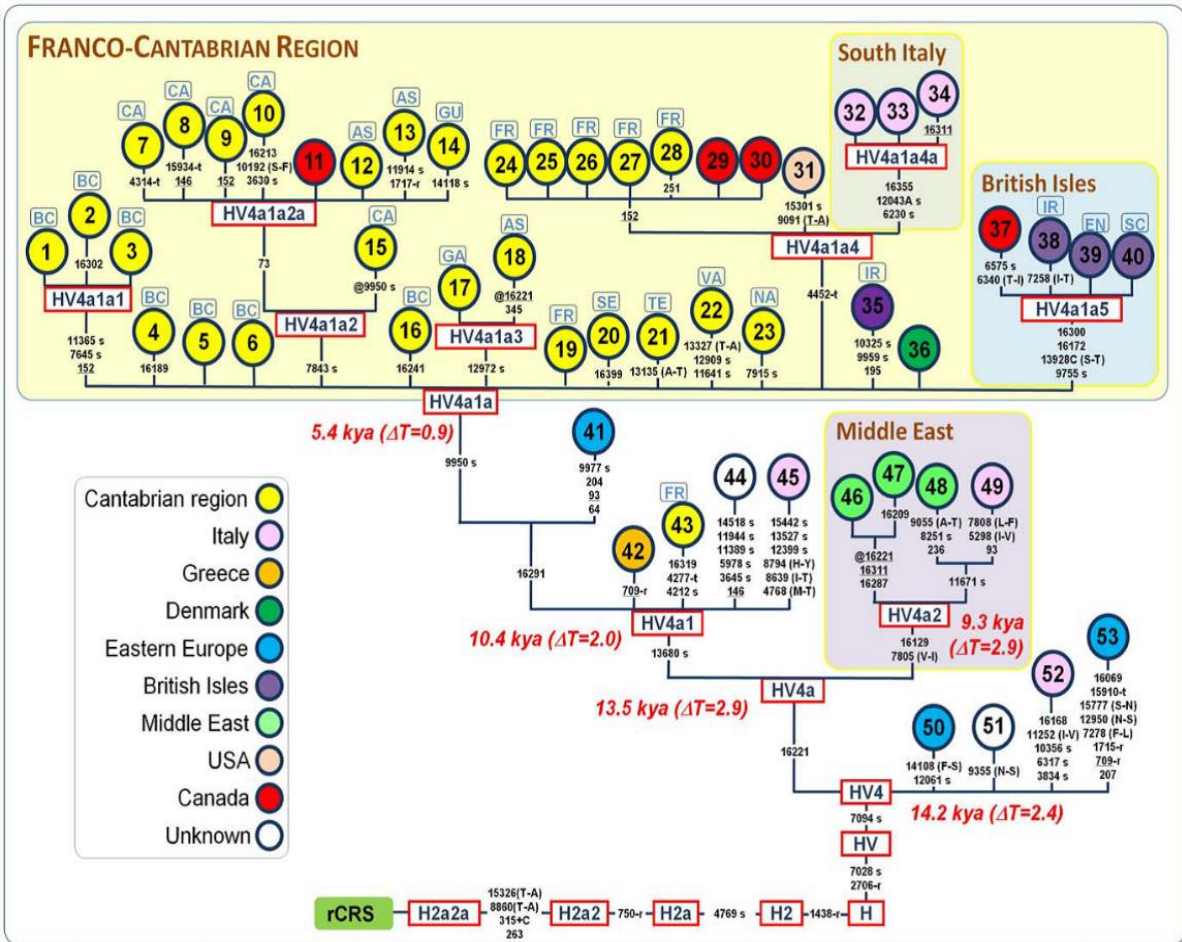 FRANCO-CANTABRIAN REGION
South Italy
British Isles
CA
7
4314-t
CA
8
15934-t
146
CA
9
152
CA
10
16213
10192 (S-F)
3630 s
11
AS
12
AS
13
11914 s
1717-r
GU
14
14118 s
HV4a1a2a
73
CA
15
@9950 s
HV4a1a2
7843 s
BC
1
BC
2
16302
BC
3
HV4a1a1
11365 s
7645 s
152
BC
4
16189
BC
5
BC
6
BC
16
16241
GA
17
AS
18
@16221
345
HV4a1a3
12972 s
FR
19
SE
20
16399
TE
21
13135 (A-T)
VA
22
13327 (T-A)
12909 s
11641 s
NA
23
7915 s
FR
24
FR
25
FR
26
FR
27
FR
28
251
29
30
152
31
15301 s
9091 (T-A)
32
33
34
16311
HV4a1a4a
16355
12043A s
6230 s
HV4a1a4
4452-t
IR
35
10325 s
9959 s
195
36
37
6575 s
6340 (T-I)
IR
38
7258 (I-T)
EN
39
SC
40
HV4a1a5
16300
16172
13928C (S-T)
9755 s
HV4a1a
5.4 kya (ΔT=0.9)
9950 s
41
9977 s
204
93
64
16291
42
709-r
FR
43
16319
4277-t
4212 s
44
14518 s
11944 s
11389 s
5978 s
3645 s
146
45
15442 s
13527 s
12399 s
8794 (H-Y)
8639 (I-T)
4768 (M-T)
HV4a1
10.4 kya (ΔT=2.0)
13680 s
Middle East
46
47
16209
48
9055 (A-T)
8251 s
236
49
7808 (L-F)
5298 (I-V)
93
@16221
16311
16287
11671 s
HV4a2
9.3 kya
(ΔT=2.9)
16129
7805 (V-I)
HV4a
13.5 kya (ΔT=2.9)
16221
50
14108 (F-S)
12061 s
51
9355 (N-S)
52
16168
11252 (I-V)
10356 s
6317 s
3834 s
53
16069
15910-t
15777 (S-N)
12950 (N-S)
7278 (F-L)
1715-r
709-r
207
HV4
14.2 kya (ΔT=2.4)
7094 s
HV
7028 s
2706-r
Cantabrian region
Italy
Greece
Denmark
Eastern Europe
British Isles
Middle East
USA
Canada
Unknown
rCRS
H2a2a
15326(T-A)
8860(T-A)
315+C
263
H2a2
750-r
H2a
4769 s
H2
1438-r
H